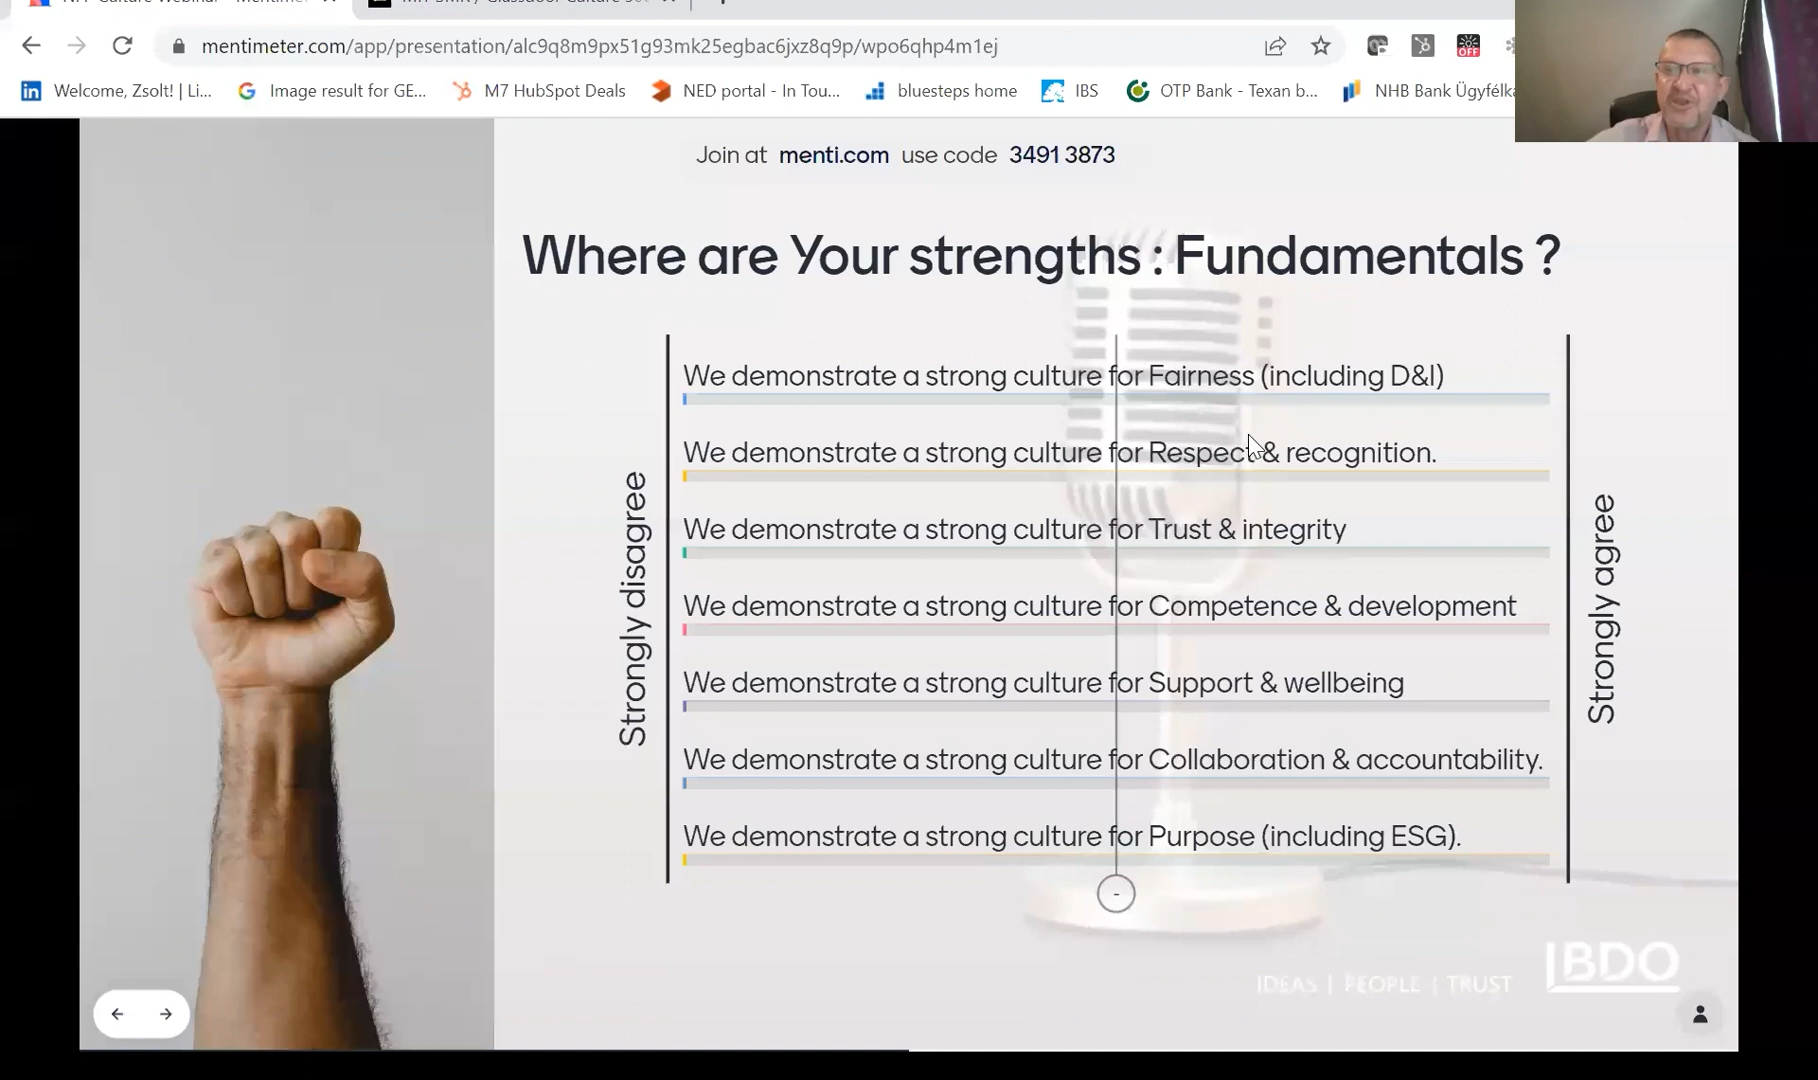 mentimeter.com/app/presentation/alc9q8m9px51g93mk25egbac6jxz8q9p/wpo6qhp4m1ej
OFF
Welcome, Zsolt! | Li... Image result for GE... M7 HubSpot Deals NED portal - In Tou... bluesteps home IBS OTP Bank - Texan b... NHB Bank Ügyfélka
Join at menti.com use code 3491 3873
Where are Your strengths : Fundamentals ?
We demonstrate a strong culture for Fairness (including D&I)
We demonstrate a strong culture for Respect & recognition.
We demonstrate a strong culture for Trust & integrity
We demonstrate a strong culture for Competence & development
We demonstrate a strong culture for Support & wellbeing
We demonstrate a strong culture for Collaboration & accountability.
We demonstrate a strong culture for Purpose (including ESG).
Strongly disagree
Strongly agree
-
IDEAS | PEOPLE | TRUST
BDO